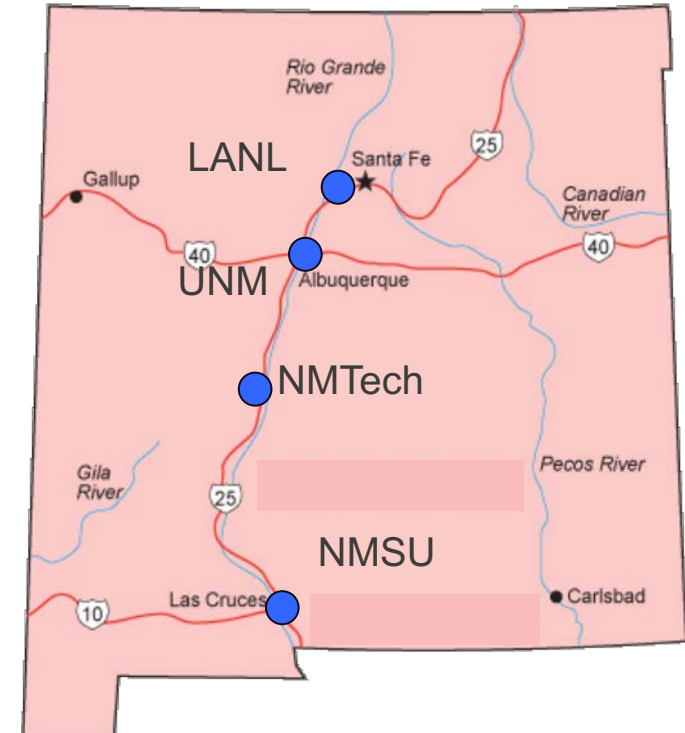 Rio Grande
River
25
LANL
Santa Fe
Gallup
Canadian
River
40
40
UNM
Albuquerque
NMTech
Gila
River
Pecos River
25
NMSU
Las Cruces
Carlsbad
10